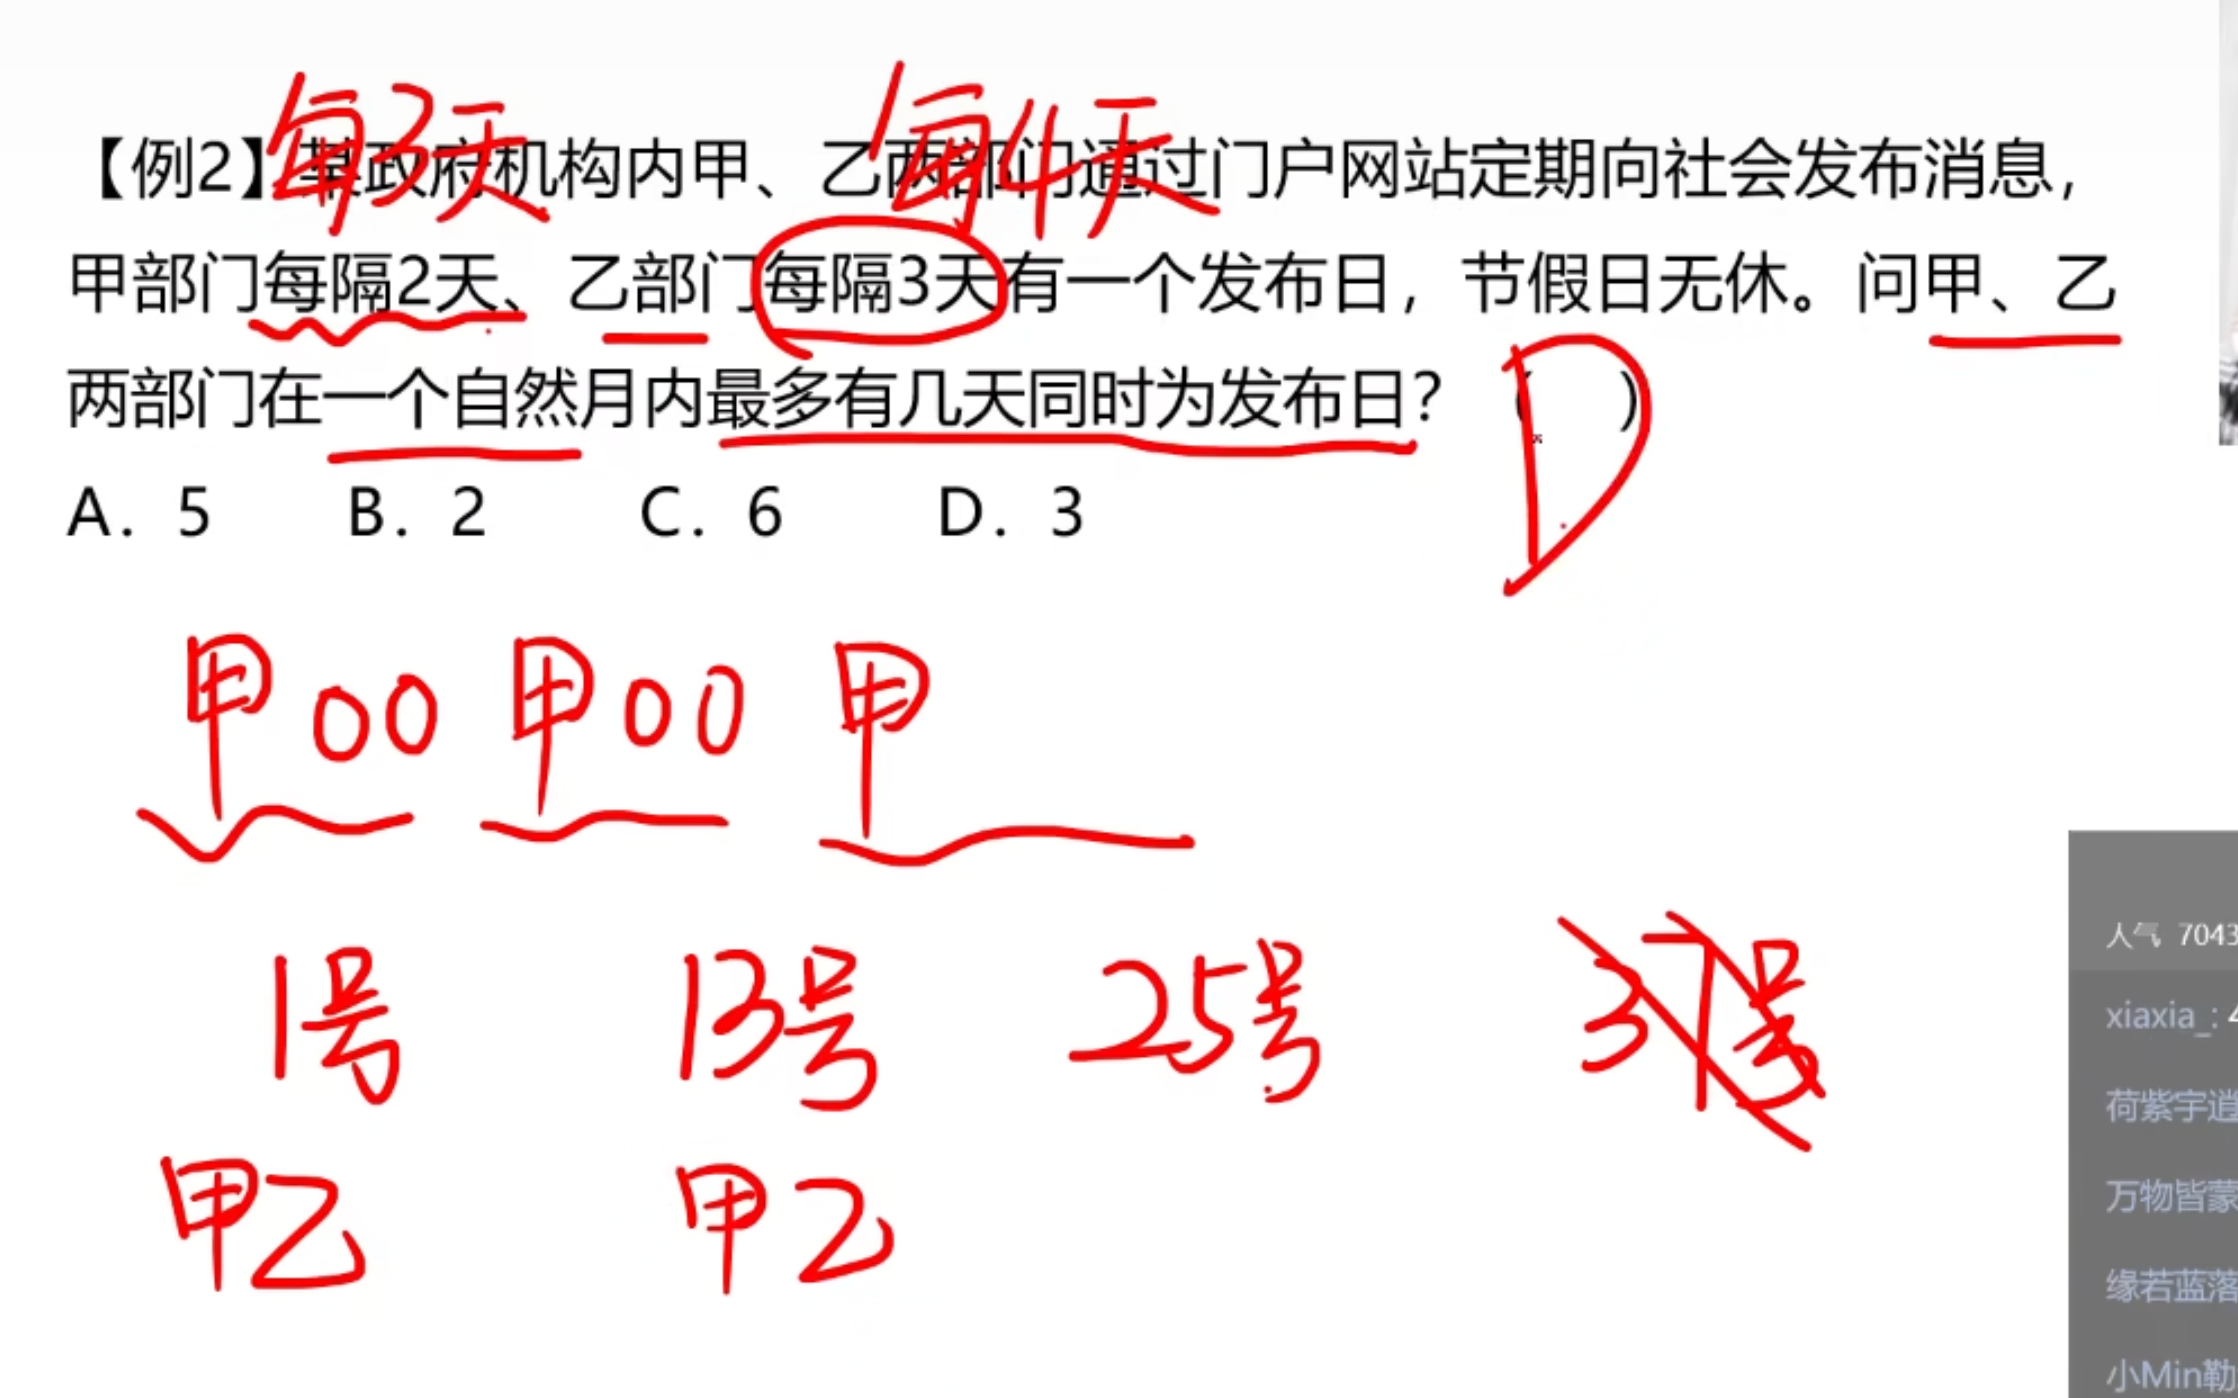 每3天 每4天
【例2】某政府机构内甲、乙两部门通过门户网站定期向社会发布消息，
甲部门每隔2天、乙部门每隔3天有一个发布日，节假日无休。问甲、乙
两部门在一个自然月内最多有几天同时为发布日？（ ）
D
A．5 B．2 C．6 D．3
甲00甲00甲
1号 13号 25号 37号
甲乙 甲乙
人气 7043
xiaxia_:
荷紫宇逍
万物皆蒙
缘若蓝落
小Min勒